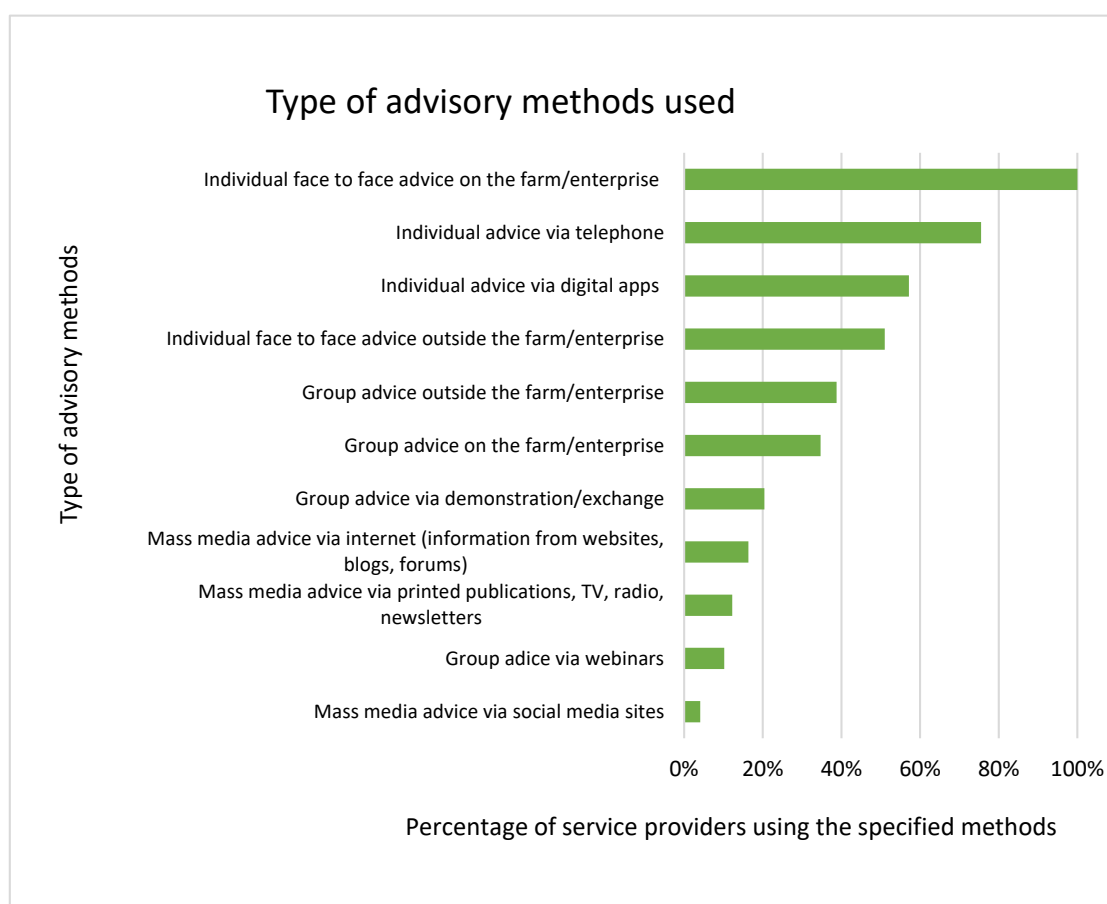 Type of advisory methods used
Type of advisory methods
Individual face to face advice on the farm/enterprise
Individual advice via telephone
Individual advice via digital apps
Individual face to face advice outside the farm/enterprise
Group advice outside the farm/enterprise
Group advice on the farm/enterprise
Group advice via demonstration/exchange
Mass media advice via internet (information from websites,
blogs, forums)
Mass media advice via printed publications, TV, radio,
newsletters
Group adice via webinars
Mass media advice via social media sites
0% 20% 40% 60% 80% 100%
Percentage of service providers using the specified methods